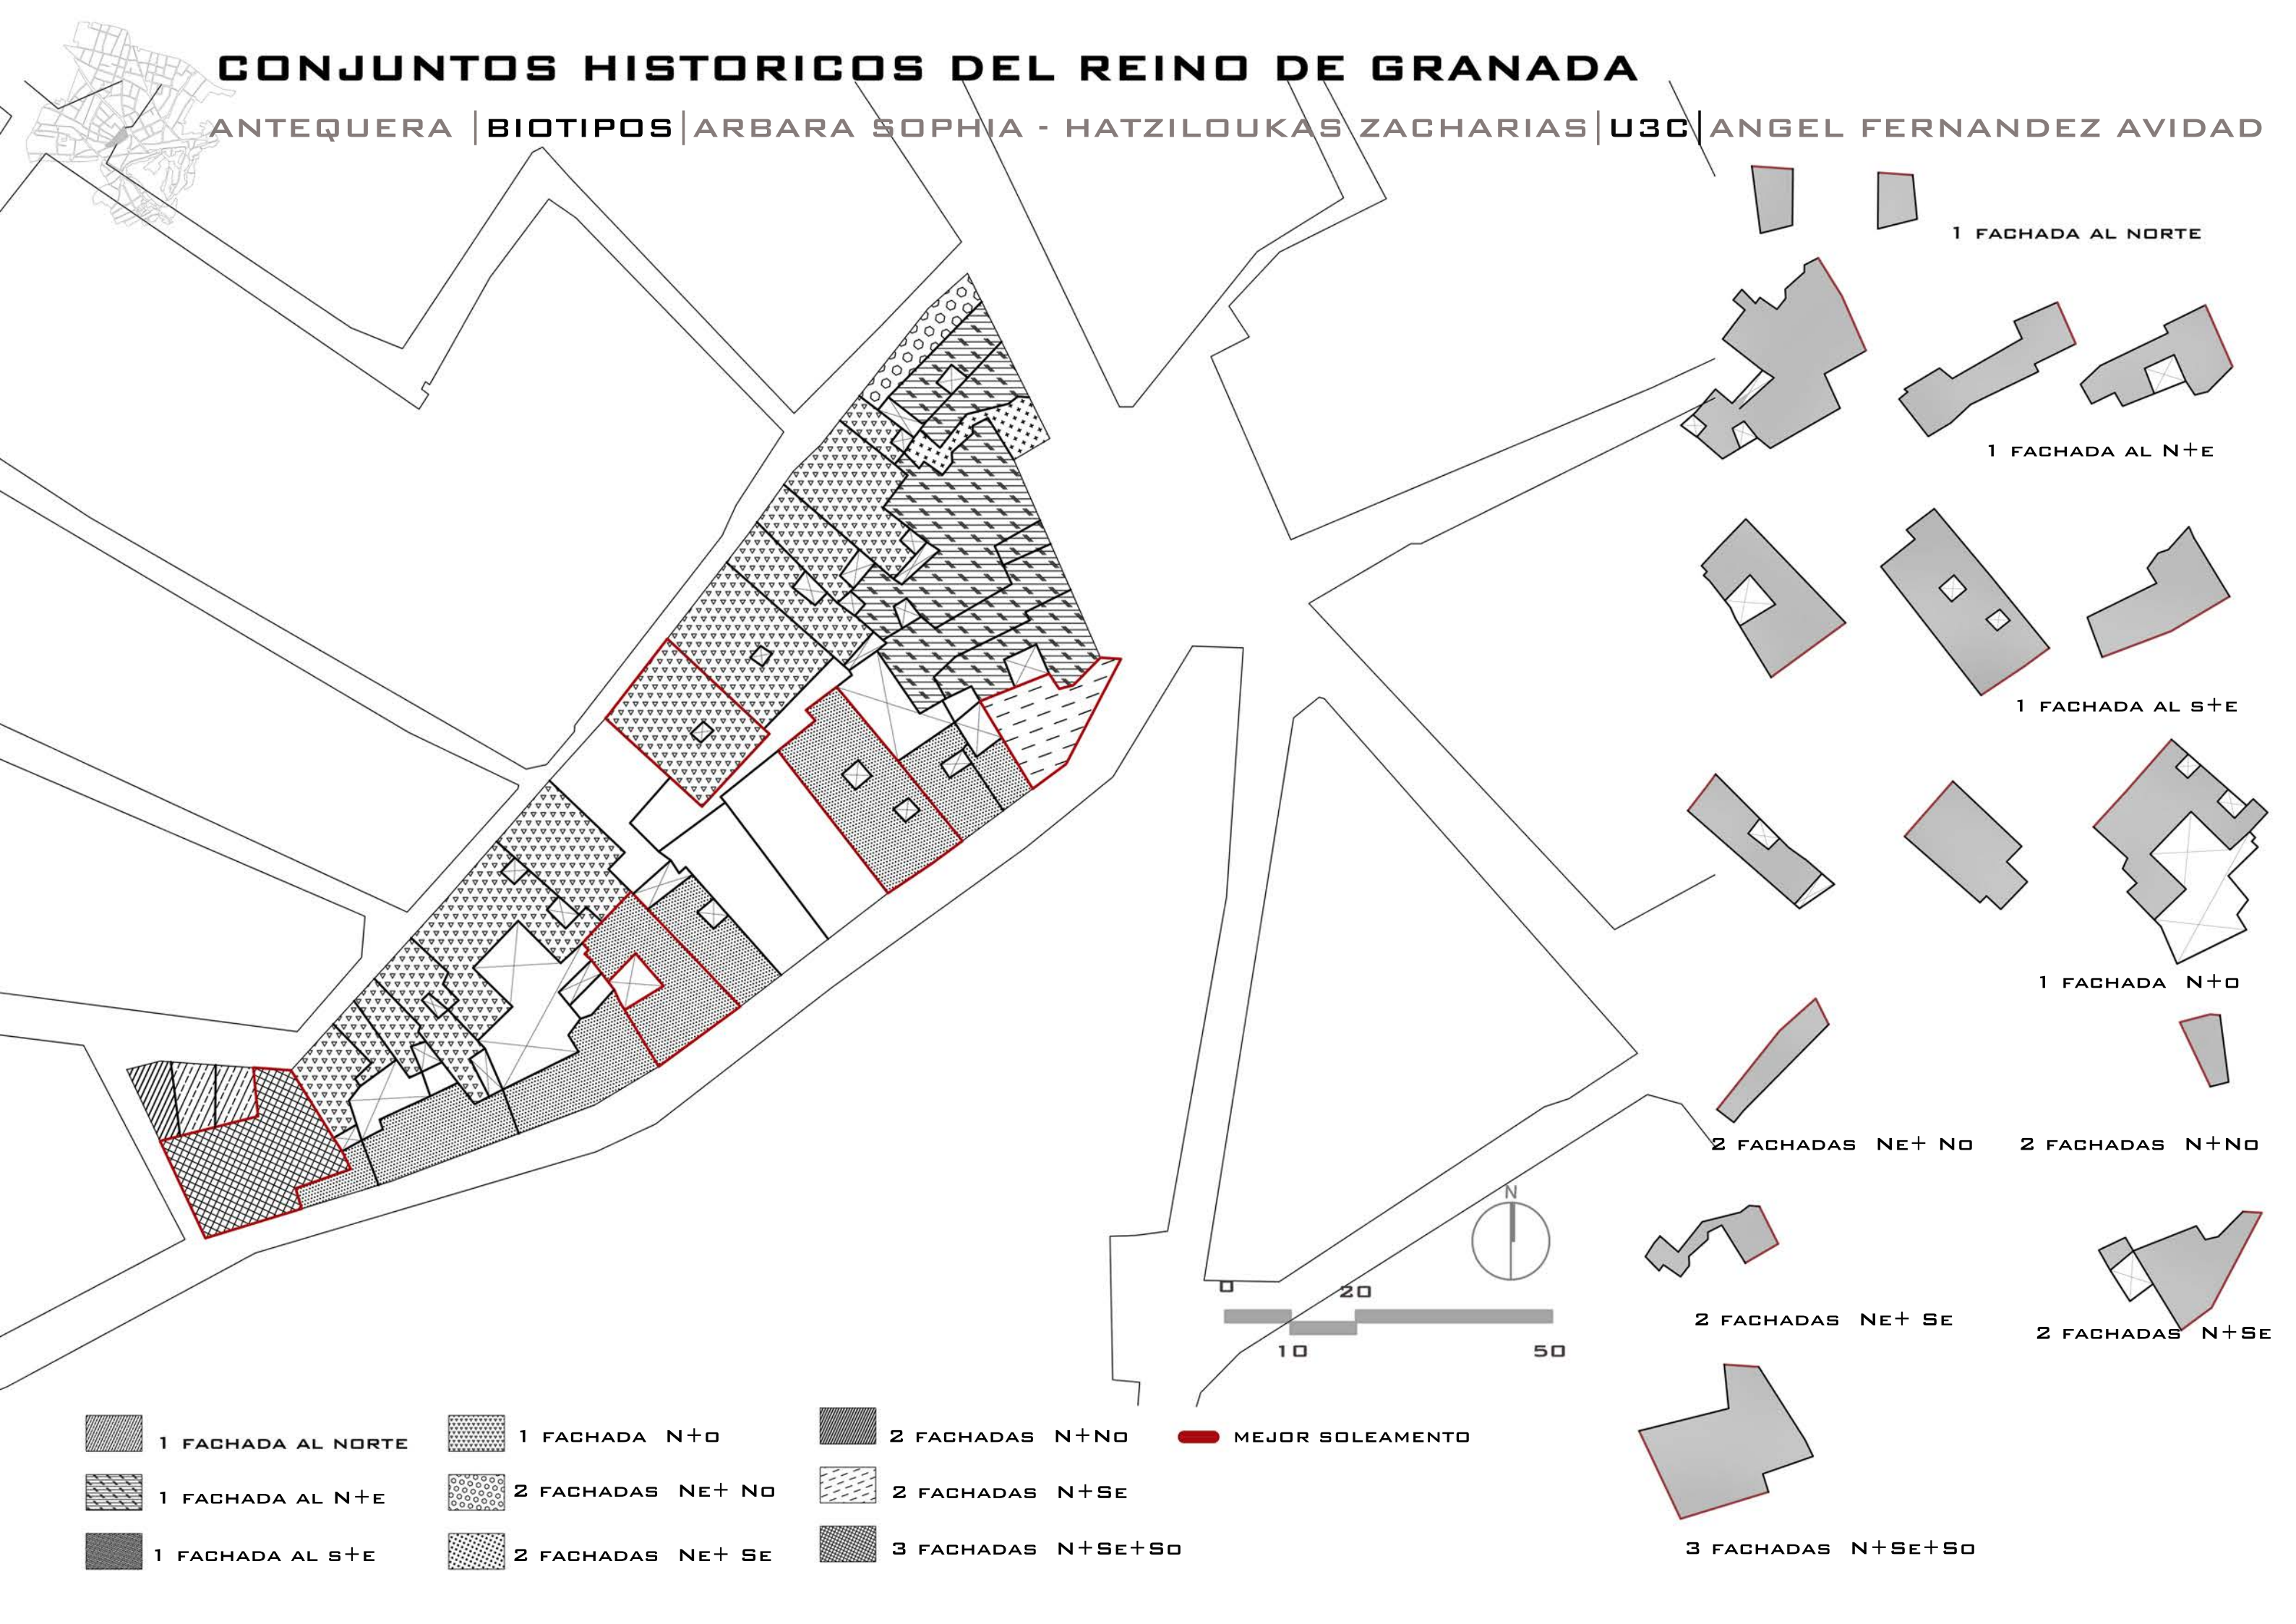 CONJUNTOS HISTORICOS DEL REINO DE GRANADA
ANTEQUERA |BIOTIPOS|ARBARA SOPHIA - HATZILOUKAS ZACHARIAS|U3C|ANGEL FERNANDEZ AVIDAD
1 FACHADA AL NORTE
1 FACHADA AL N+E
1 FACHADA AL S+E
1 FACHADA N+O
2 FACHADAS NE+ NO
2 FACHADAS N+NO
2 FACHADAS NE+ SE
2 FACHADAS N+SE
3 FACHADAS N+SE+SO
N
0
20
10
50
1 FACHADA AL NORTE
1 FACHADA AL N+E
1 FACHADA AL S+E
1 FACHADA N+O
2 FACHADAS NE+ NO
2 FACHADAS NE+ SE
2 FACHADAS N+NO
2 FACHADAS N+SE
3 FACHADAS N+SE+SO
MEJOR SOLEAMENTO